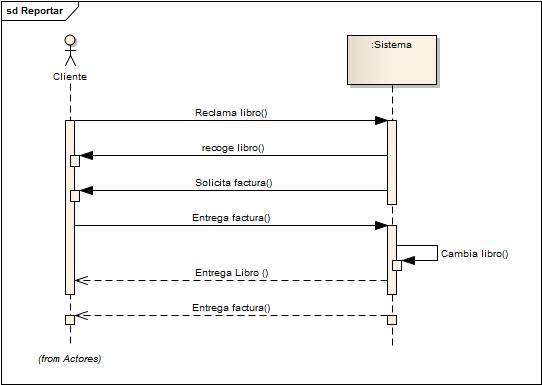 sd Reportar
Cliente
:Sistema
Reclama libro()
recoge libro()
Solicita factura()
Entrega factura()
Cambia libro()
Entrega Libro ()
Entrega factura()
(from Actores)